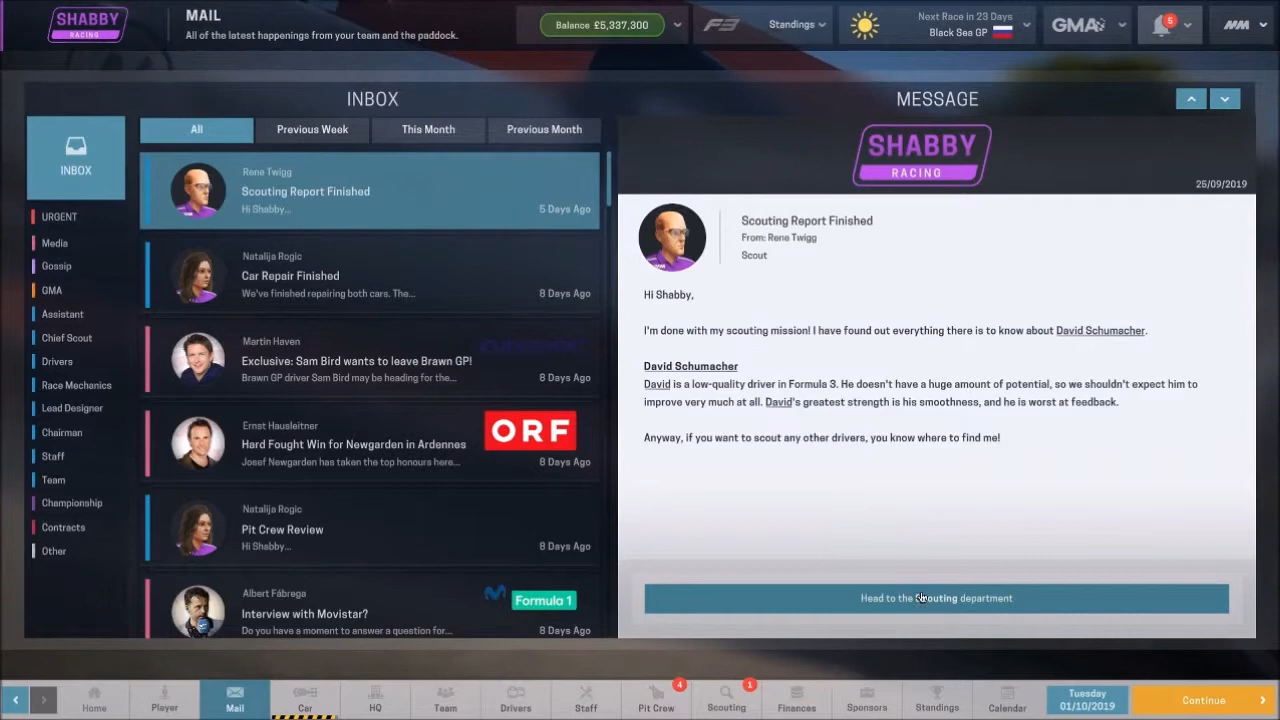 SHABBY
RACING
MAIL
All of the latest happenings from your team and the paddock.
Balance £5,337,300
F3
Standings
Next Race in 23 Days
Black Sea GP
GMA
5
INBOX
MESSAGE
INBOX
URGENT
Media
Gossip
GMA
Assistant
Chief Scout
Drivers
Race Mechanics
Lead Designer
Chairman
Staff
Team
Championship
Contracts
Other
All
Previous Week
This Month
Previous Month
Rene Twigg
Scouting Report Finished
Hi Shabby...
5 Days Ago
Natalija Rogic
Car Repair Finished
We've finished repairing both cars. The...
8 Days Ago
Martin Haven
Exclusive: Sam Bird wants to leave Brawn GP!
Brawn GP driver Sam Bird may be heading for the...
8 Days Ago
Ernst Hausleitner
Hard Fought Win for Newgarden in Ardennes
Josef Newgarden has taken the top honours here...
ORF
8 Days Ago
Natalija Rogic
Pit Crew Review
Hi Shabby...
8 Days Ago
Albert Fábrega
Interview with Movistar?
Do you have a moment to answer a question for...
Formula 1
8 Days Ago
SHABBY
RACING
25/09/2019
Scouting Report Finished
From: Rene Twigg
Scout
Hi Shabby,
I'm done with my scouting mission! I have found out everything there is to know about David Schumacher.
David Schumacher
David is a low-quality driver in Formula 3. He doesn't have a huge amount of potential, so we shouldn't expect him to
improve very much at all. David's greatest strength is his smoothness, and he is worst at feedback.
Anyway, if you want to scout any other drivers, you know where to find me!
Head to the Scouting department
Home
Player
Mail
Car
HQ
Team
Drivers
Staff
4
Pit Crew
1
Scouting
Finances
Sponsors
Standings
Calendar
Tuesday
01/10/2019
Continue